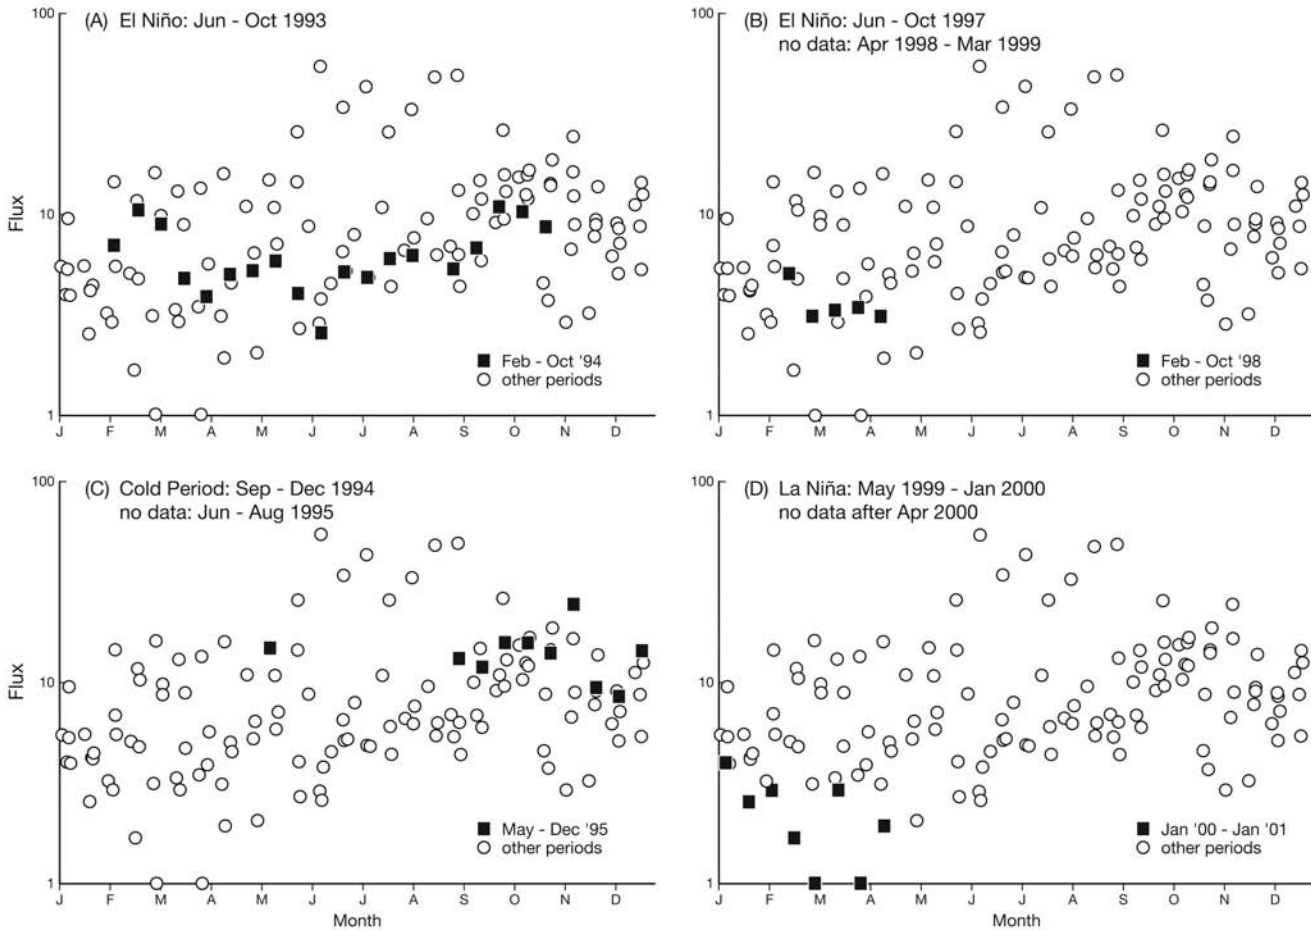 (A) El Niño: Jun - Oct 1993
100
10
1
Flux
J F M A M J J A S O N D
■ Feb - Oct '94
○ other periods
(B) El Niño: Jun - Oct 1997
no data: Apr 1998 - Mar 1999
100
10
1
J F M A M J J A S O N D
■ Feb - Oct '98
○ other periods
(C) Cold Period: Sep - Dec 1994
no data: Jun - Aug 1995
100
10
1
Flux
J F M A M J J A S O N D
Month
■ May - Dec '95
○ other periods
(D) La Niña: May 1999 - Jan 2000
no data after Apr 2000
100
10
1
J F M A M J J A S O N D
Month
■ Jan '00 - Jan '01
○ other periods